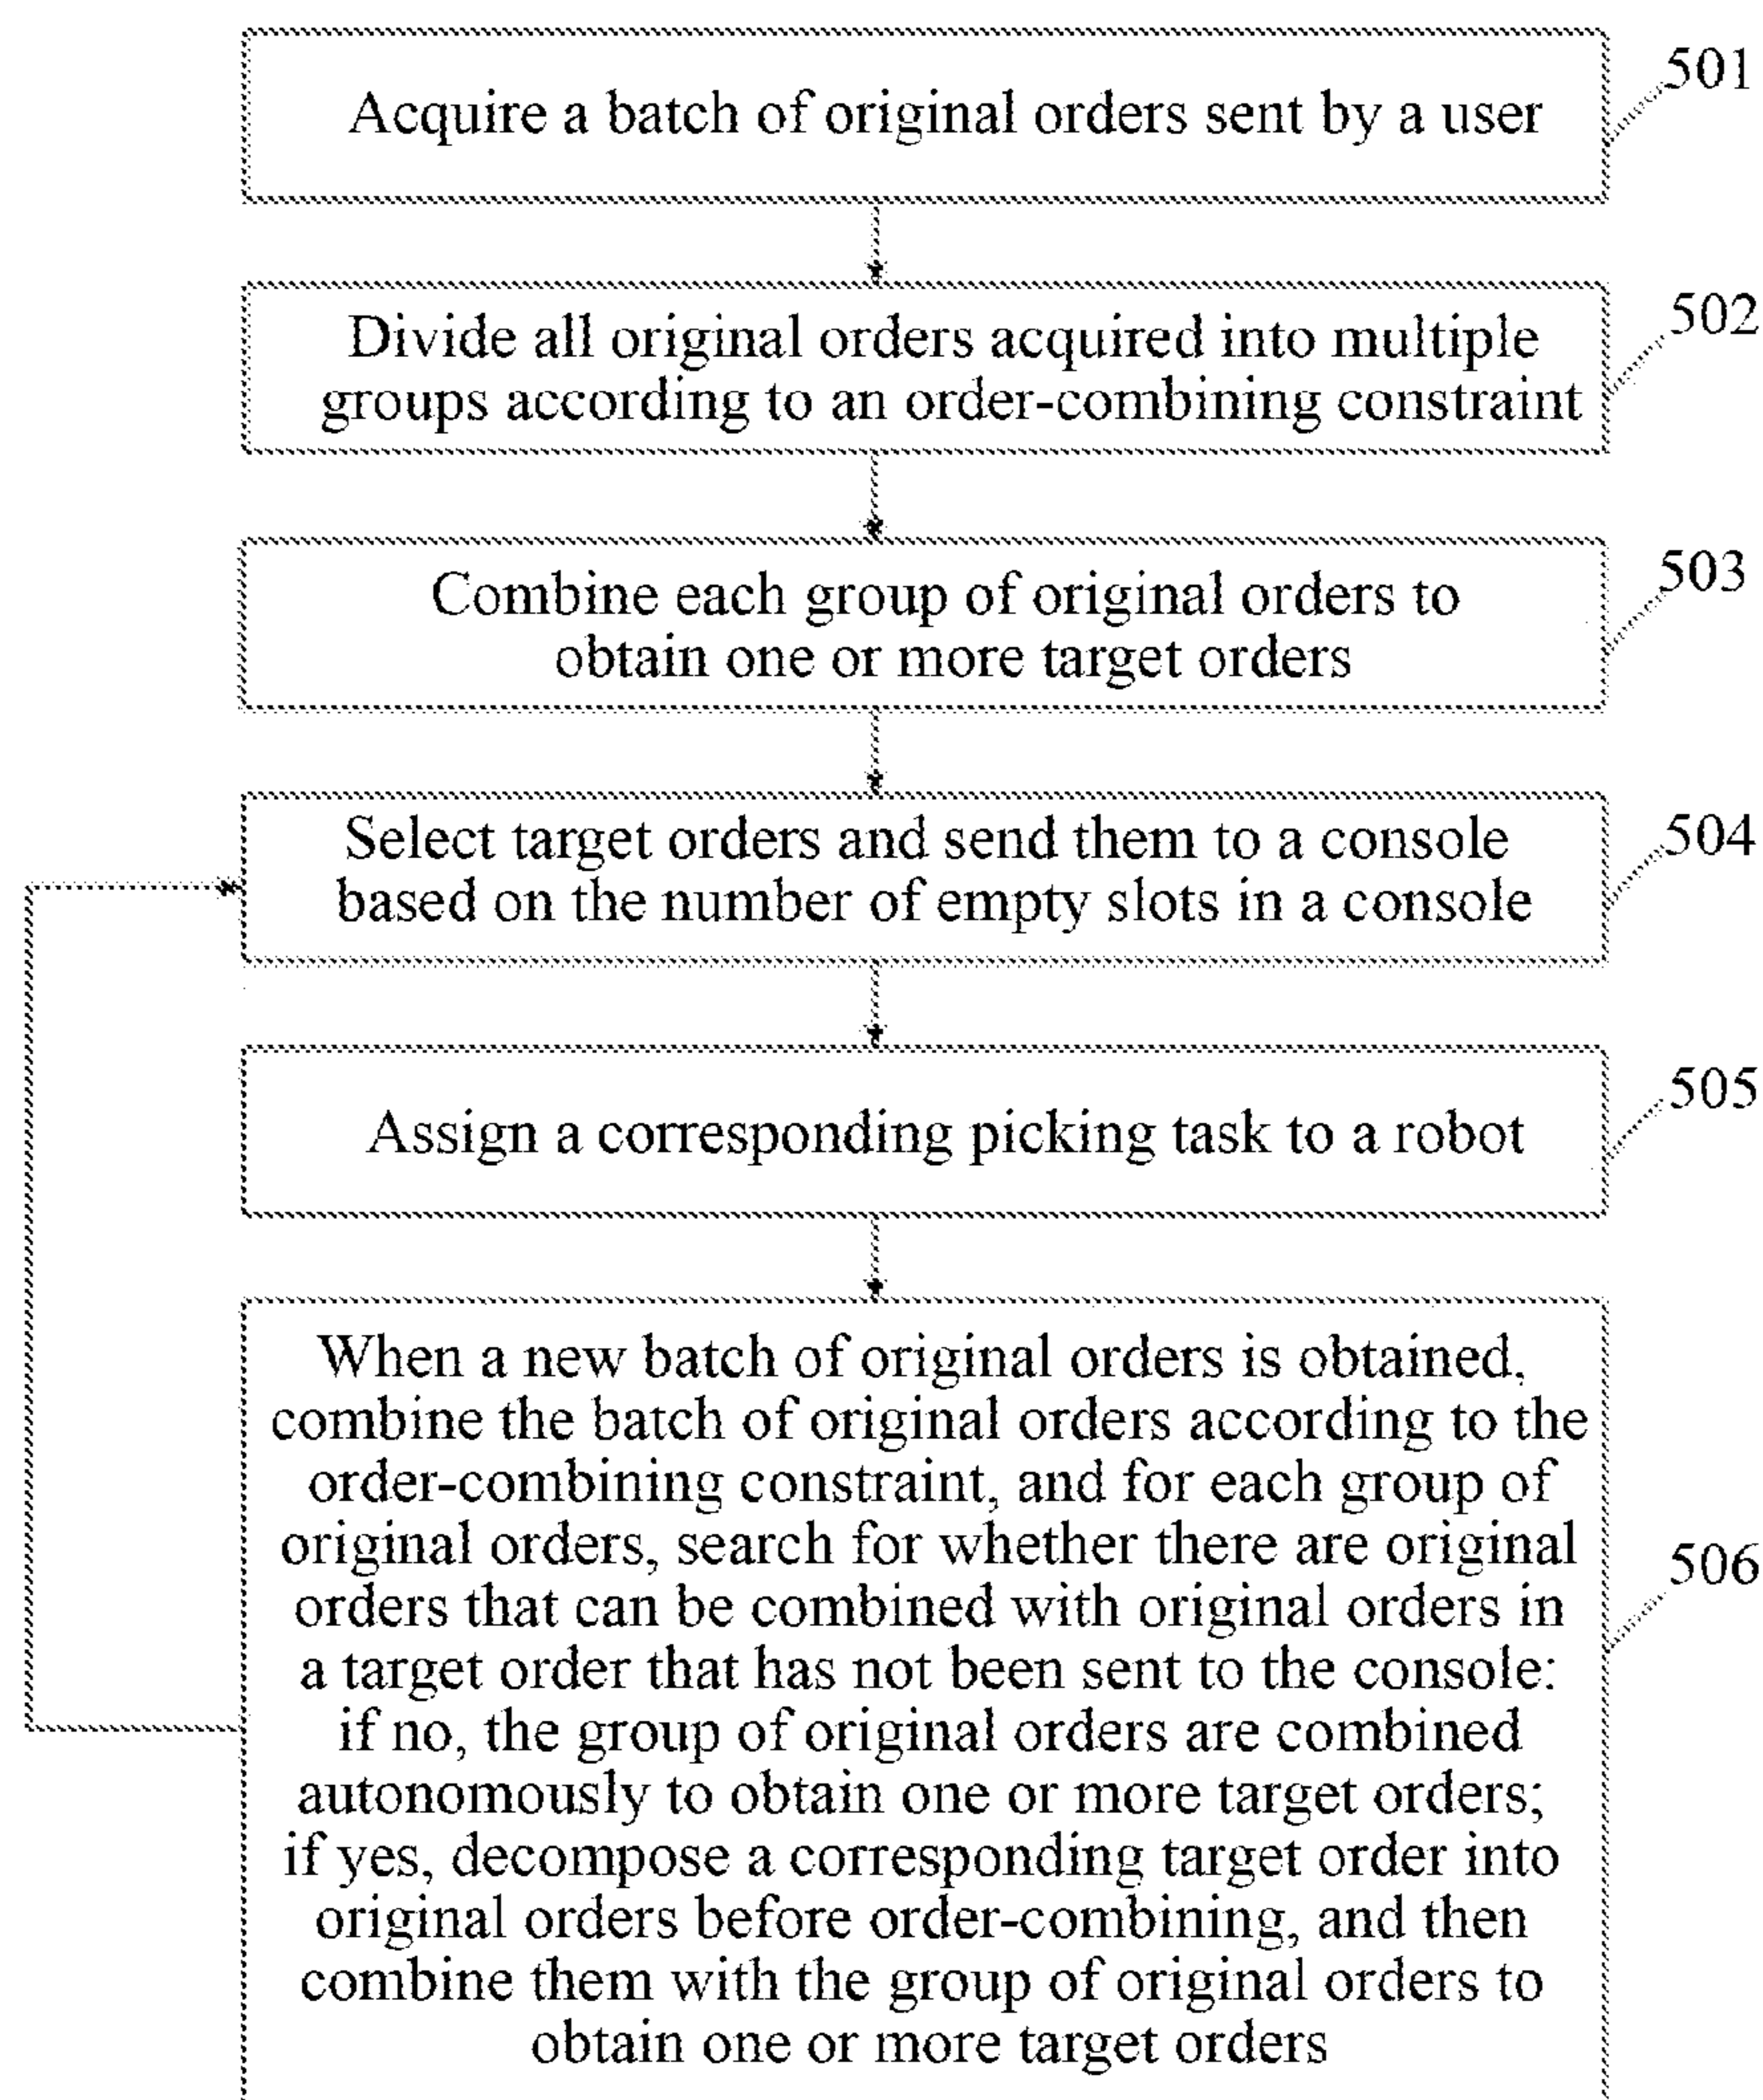 501
Acquire a batch of original orders sent by a user
502
Divide all original orders acquired into multiple
groups according to an order-combining constraint
503
Combine each group of original orders to
obtain one or more target orders
504
Select target orders and send them to a console
based on the number of empty slots in a console
505
Assign a corresponding picking task to a robot
506
When a new batch of original orders is obtained,
combine the batch of original orders according to the
order-combining constraint, and for each group of
original orders, search for whether there are original
orders that can be combined with original orders in
a target order that has not been sent to the console:
if no, the group of original orders are combined
autonomously to obtain one or more target orders;
if yes, decompose a corresponding target order into
original orders before order-combining, and then
combine them with the group of original orders to
obtain one or more target orders